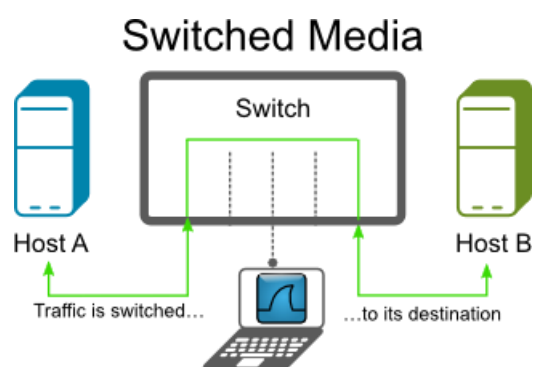 Switched Media
Switch
Host A
Host B
Traffic is switched…
…to its destination